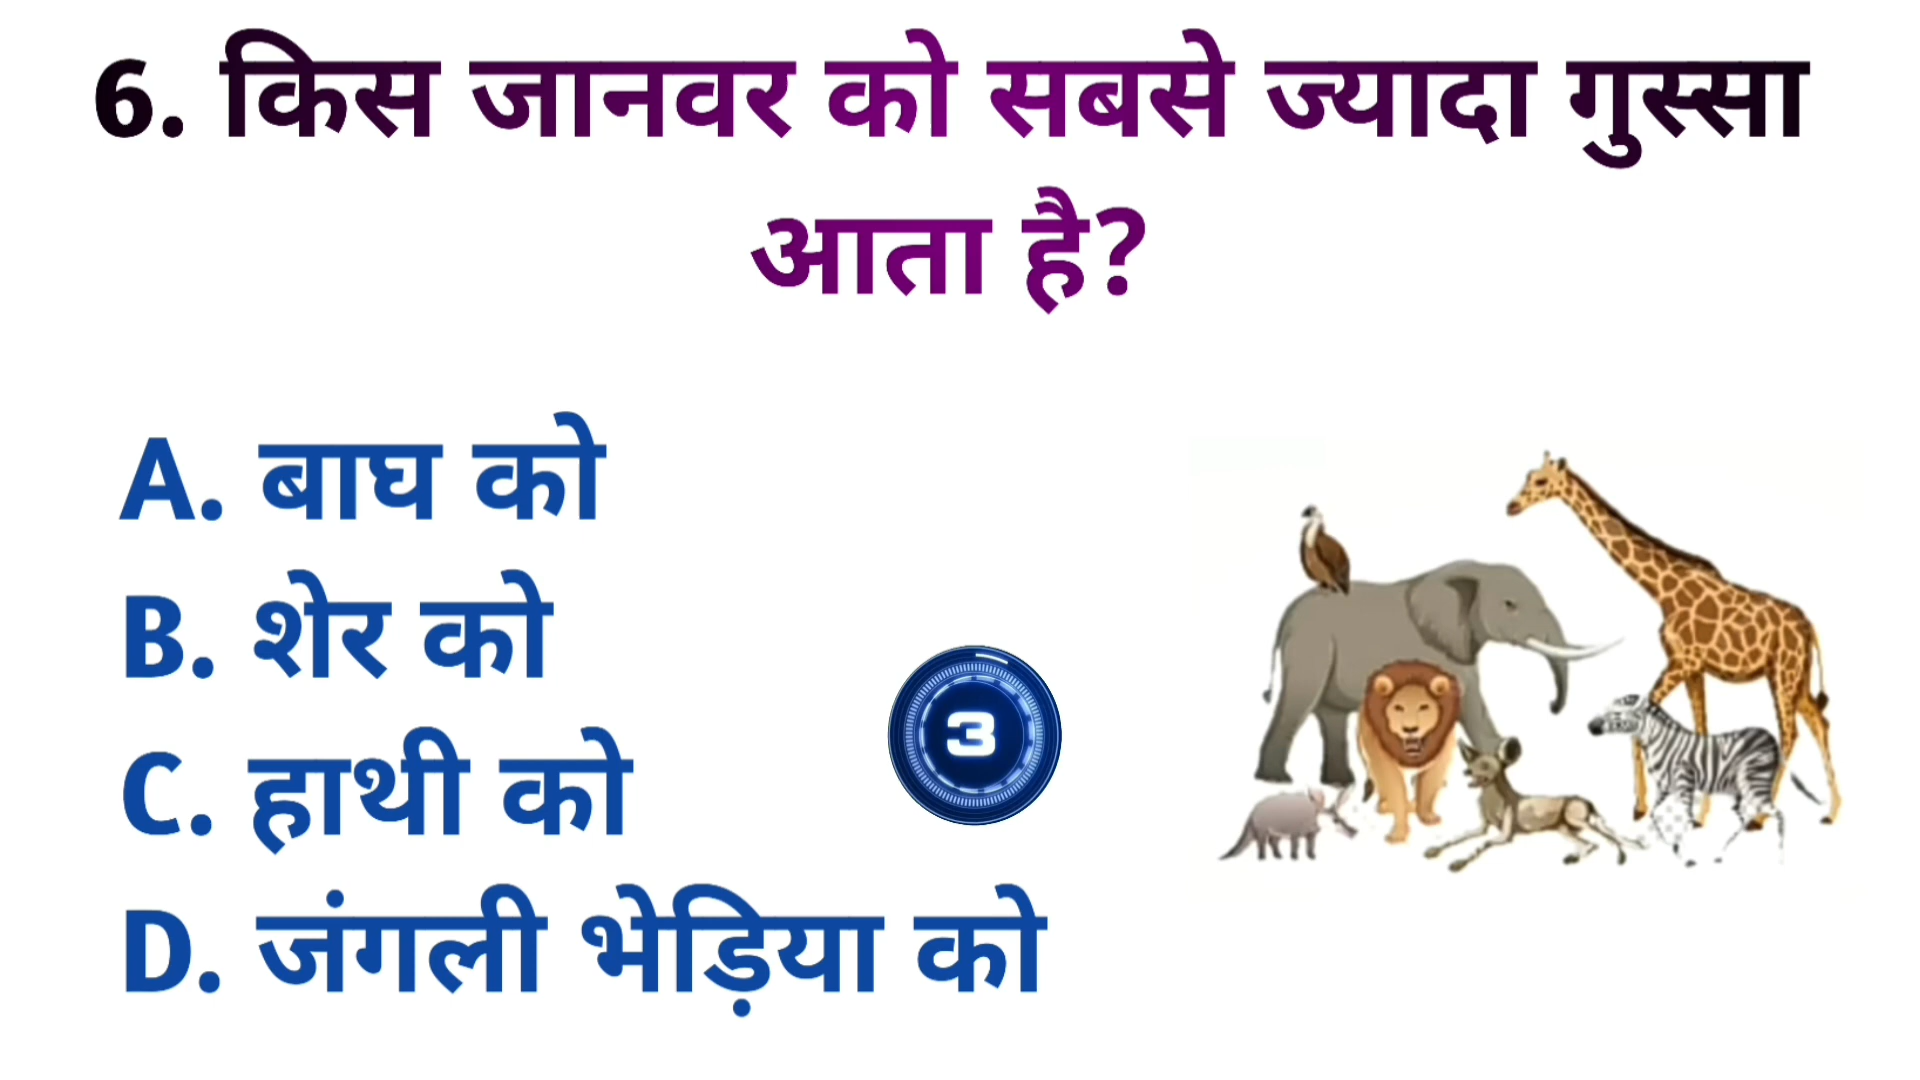 6. किस जानवर को सबसे ज्यादा गुस्सा
आता है?
A. बाघ को
B. शेर को
3
C. हाथी को
D. जंगली भेड़िया को